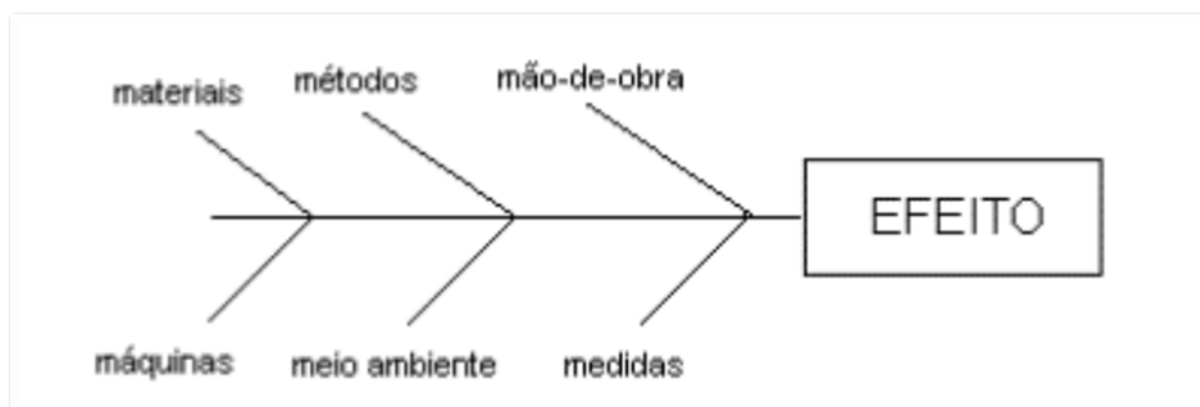 materiais
métodos
mão-de-obra
EFEITO
máquinas
meio ambiente
medidas